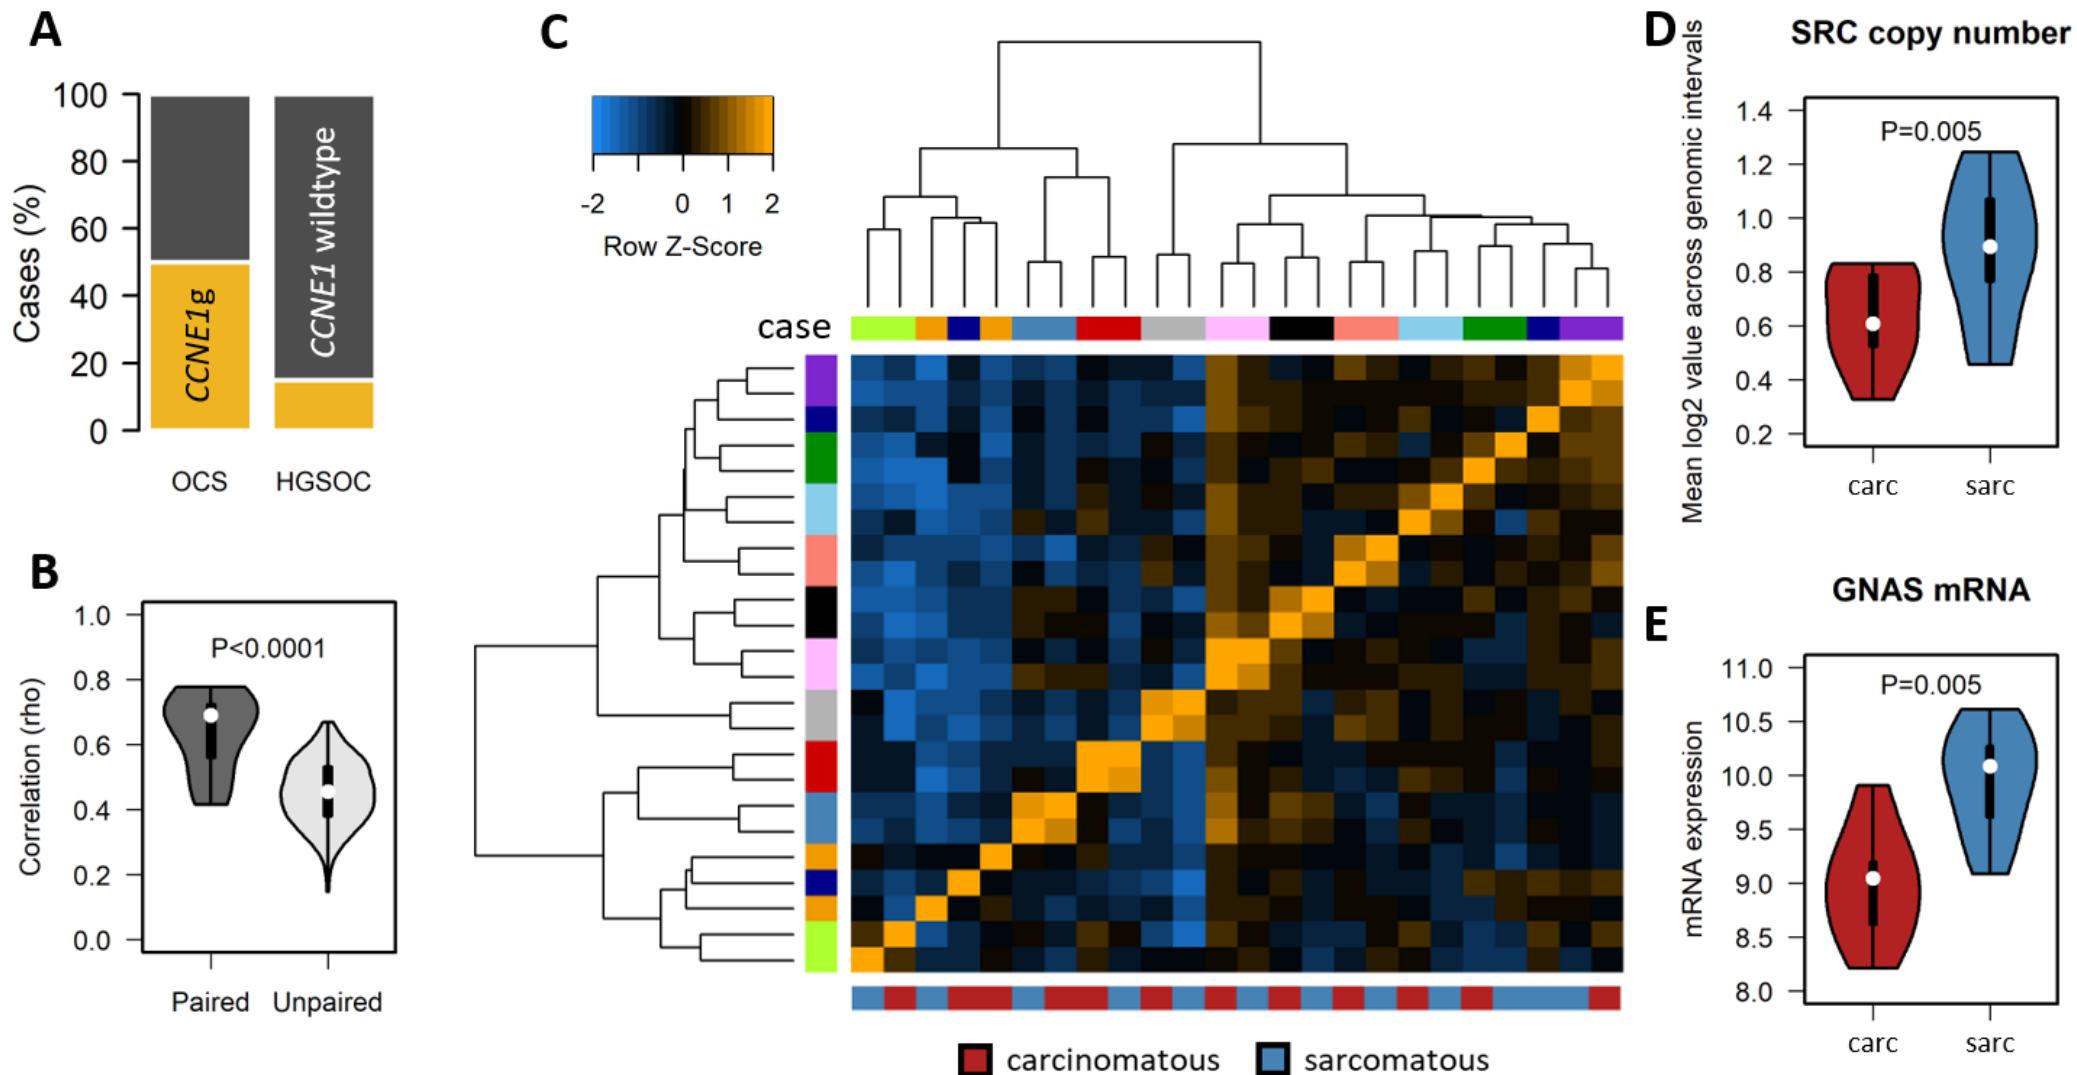 A
100
80
60
40
20
0
Cases (%)
CCNE1g
CCNE1 wildtype
OCS
HGSOC
B
1.0
0.8
0.6
0.4
0.2
0.0
Correlation (rho)
P<0.0001
Paired
Unpaired
C
-2
0
1
2
Row Z-Score
case
carcinomatous
sarcomatous
D
SRC copy number
Mean log2 value across genomic intervals
1.4
1.2
1.0
0.8
0.6
0.4
0.2
P=0.005
carc
sarc
E
GNAS mRNA
mRNA expression
11.0
10.5
10.0
9.5
9.0
8.5
8.0
P=0.005
carc
sarc